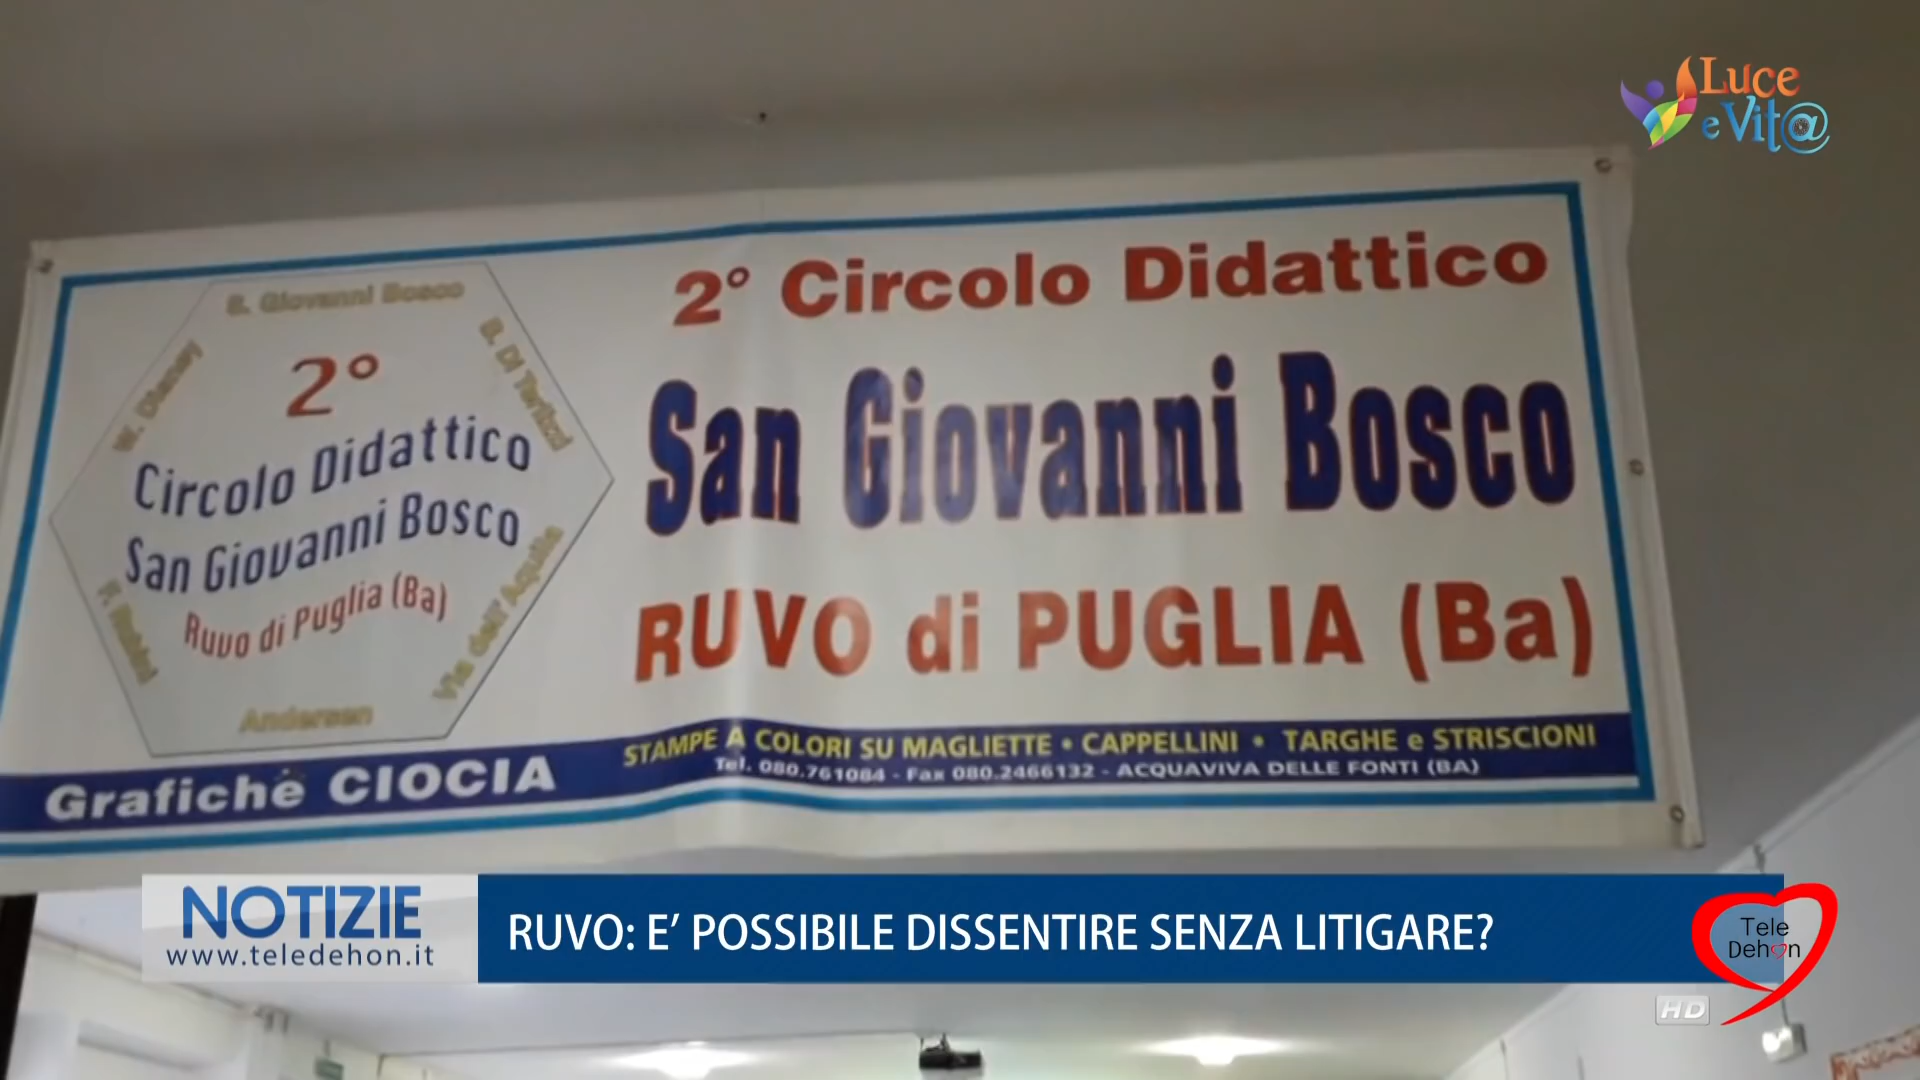 Luce
e Vit@
2° Circolo Didattico
San Giovanni Bosco
RUVO di PUGLIA (Ba)
S. Giovanni Bosco
W. Disney
2°
Circolo Didattico
San Giovanni Bosco
Ruvo di Puglia (Ba)
Via dell' Aquila
Andersen
Grafiche CIOCIA
STAMPE A COLORI SU MAGLIETTE • CAPPELLINI • TARGHE e STRISCIONI
Tel. 080.761084 - Fax 080.2466132 - ACQUAVIVA DELLE FONTI (BA)
NOTIZIE
www.teledehon.it
RUVO: E' POSSIBILE DISSENTIRE SENZA LITIGARE?
Tele
Dehon
HD